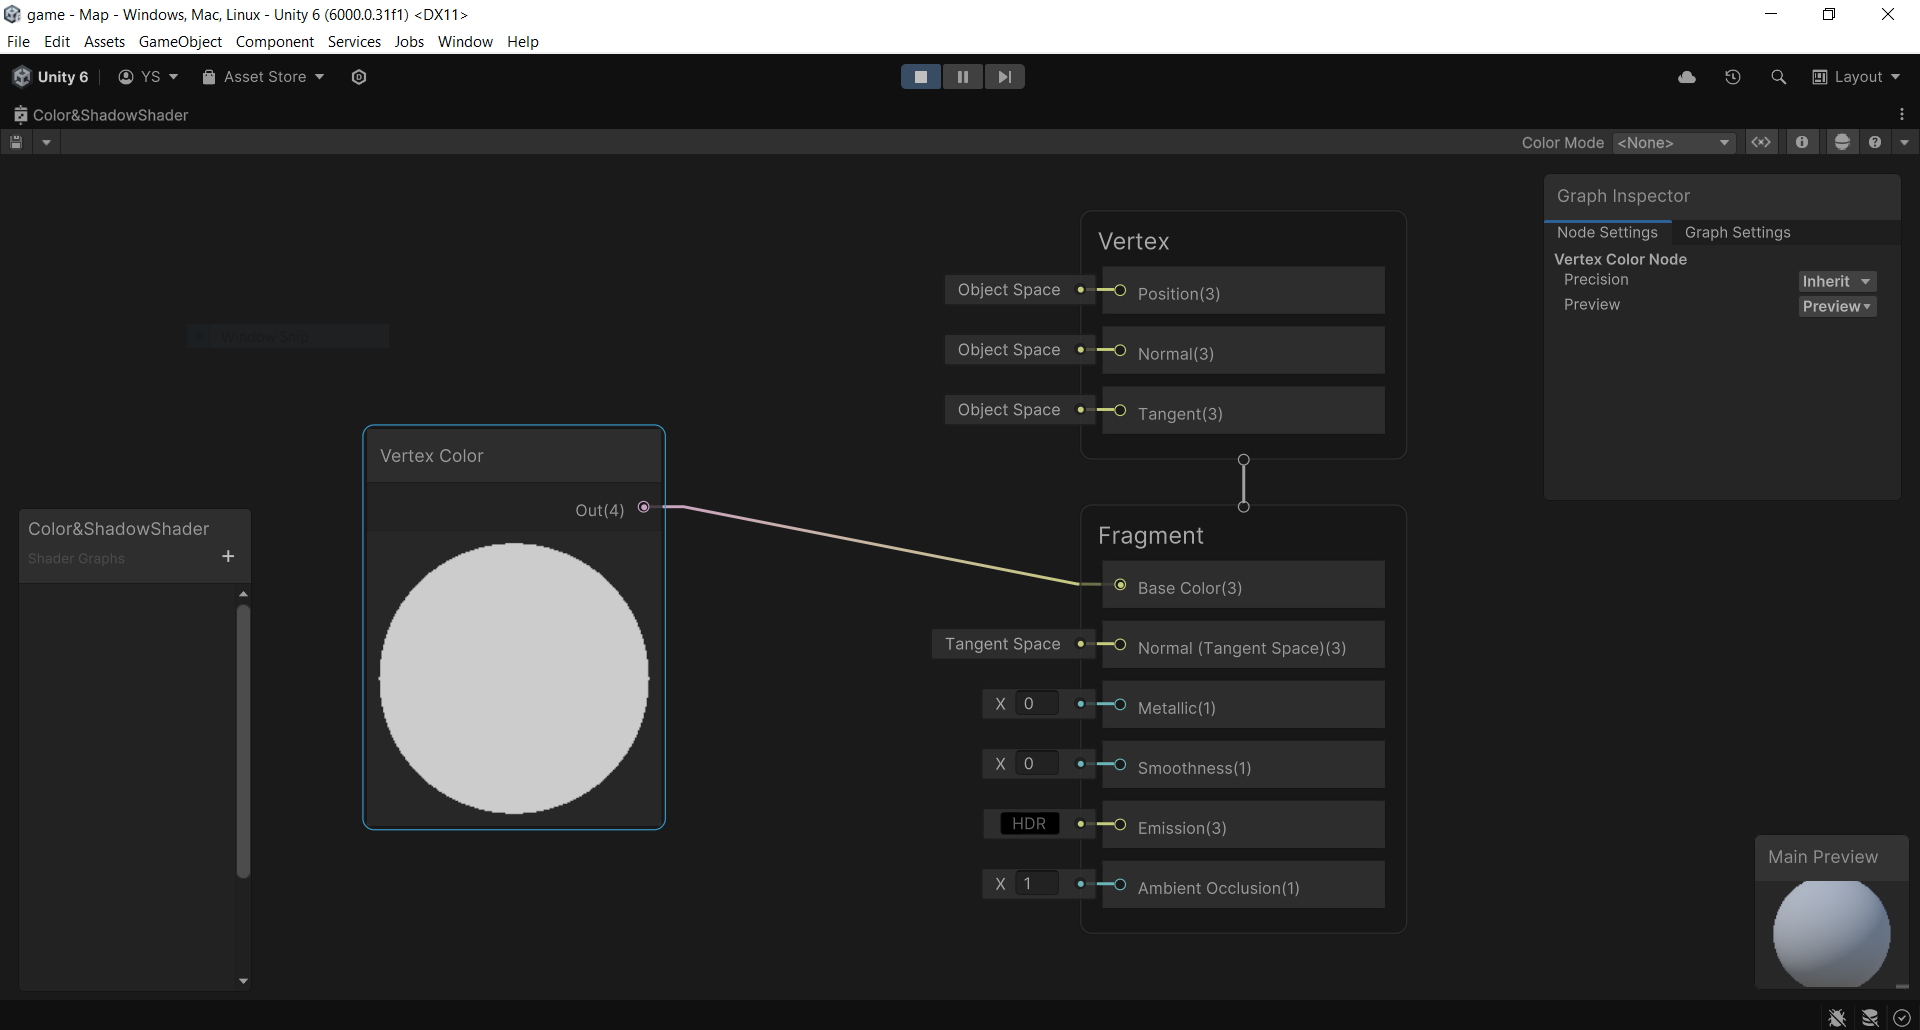 game - Map - Windows, Mac, Linux - Unity 6 (6000.0.31f1) <DX11>
File Edit Assets GameObject Component Services Jobs Window Help
Unity 6 YS Asset Store Layout
Color&ShadowShader
Color Mode <None>
Graph Inspector
Node Settings Graph Settings
Vertex Color Node
Precision Inherit
Preview Preview
Vertex
Object Space Position(3)
Object Space Normal(3)
Object Space Tangent(3)
Window Snip
Vertex Color
Out(4)
Color&ShadowShader
Shader Graphs
Fragment
Base Color(3)
Tangent Space Normal (Tangent Space)(3)
X 0 Metallic(1)
X 0 Smoothness(1)
HDR Emission(3)
X 1 Ambient Occlusion(1)
Main Preview